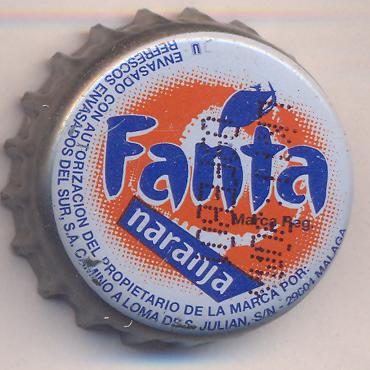 Fanta
Marca Reg.
naranja
ENVASADO CON AUTORIZACION DEL PROPIETARIO DE LA MARCA POR:
REFRESCOS ENVASADOS DEL SUR, S.A. CAMINO A LOMA DE S. JULIAN, S/N - 29004 MALAGA
U